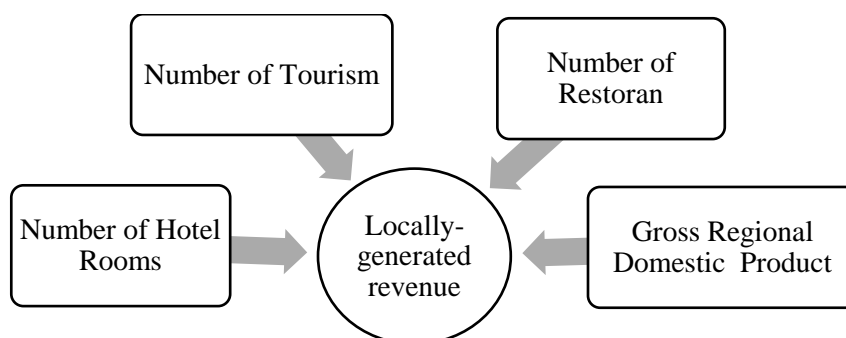 Number of Tourism
Number of
Restoran
Number of Hotel
Rooms
Locally-
generated
revenue
Gross Regional
Domestic Product